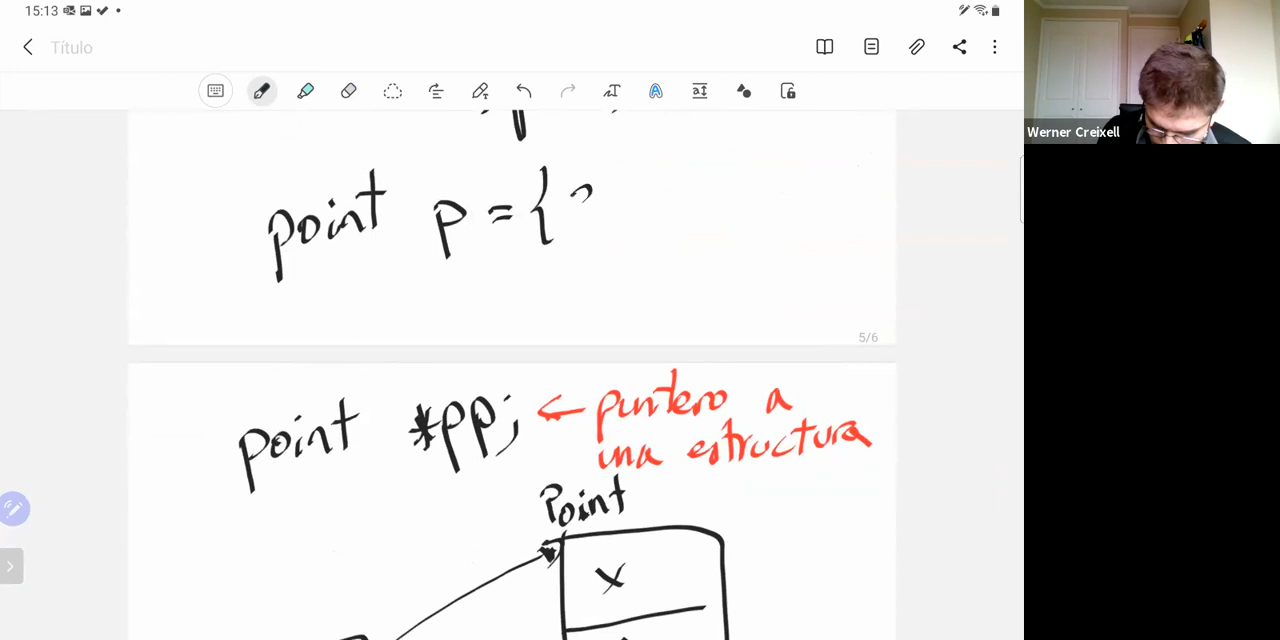 15:13
Título
Werner Creixell
point p = {
5/6
point *pp; ← puntero a
una estructura
Point
x